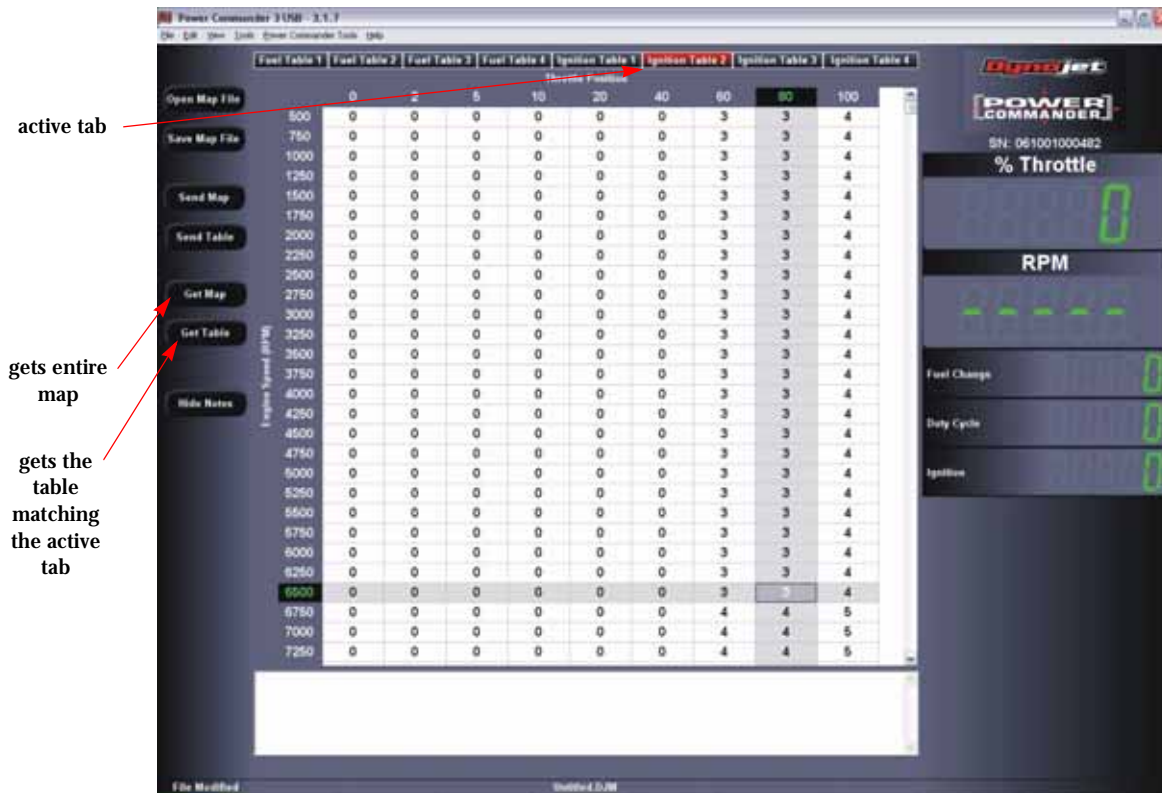 Power Commander 3 USB - 3.1.7
File Edit View Tools Power Commander Tools Help
Fuel Table 1 Fuel Table 2 Fuel Table 3 Fuel Table 4 Ignition Table 1 Ignition Table 2 Ignition Table 3 Ignition Table 4
Throttle Position
0 2 5 10 20 40 60 80 100
500 0 0 0 0 0 0 3 3 4
750 0 0 0 0 0 0 3 3 4
1000 0 0 0 0 0 0 3 3 4
1250 0 0 0 0 0 0 3 3 4
1500 0 0 0 0 0 0 3 3 4
1750 0 0 0 0 0 0 3 3 4
2000 0 0 0 0 0 0 3 3 4
2250 0 0 0 0 0 0 3 3 4
2500 0 0 0 0 0 0 3 3 4
2750 0 0 0 0 0 0 3 3 4
3000 0 0 0 0 0 0 3 3 4
3250 0 0 0 0 0 0 3 3 4
3500 0 0 0 0 0 0 3 3 4
3750 0 0 0 0 0 0 3 3 4
4000 0 0 0 0 0 0 3 3 4
4250 0 0 0 0 0 0 3 3 4
4500 0 0 0 0 0 0 3 3 4
4750 0 0 0 0 0 0 3 3 4
5000 0 0 0 0 0 0 3 3 4
5250 0 0 0 0 0 0 3 3 4
5500 0 0 0 0 0 0 3 3 4
5750 0 0 0 0 0 0 3 3 4
6000 0 0 0 0 0 0 3 3 4
6250 0 0 0 0 0 0 3 3 4
6500 0 0 0 0 0 0 3 3 4
6750 0 0 0 0 0 0 4 4 5
7000 0 0 0 0 0 0 4 4 5
7250 0 0 0 0 0 0 4 4 5
Engine Speed (RPM)
Open Map File
Save Map File
Send Map
Send Table
Get Map
Get Table
Hide Notes
active tab
gets entire
map
gets the
table
matching
the active
tab
Dynojet
POWER
COMMANDER
SN: 061001000482
% Throttle
0
RPM
- - - - -
Fuel Change 0
Duty Cycle 0
Ignition 0
File Modified
Untitled.DJM